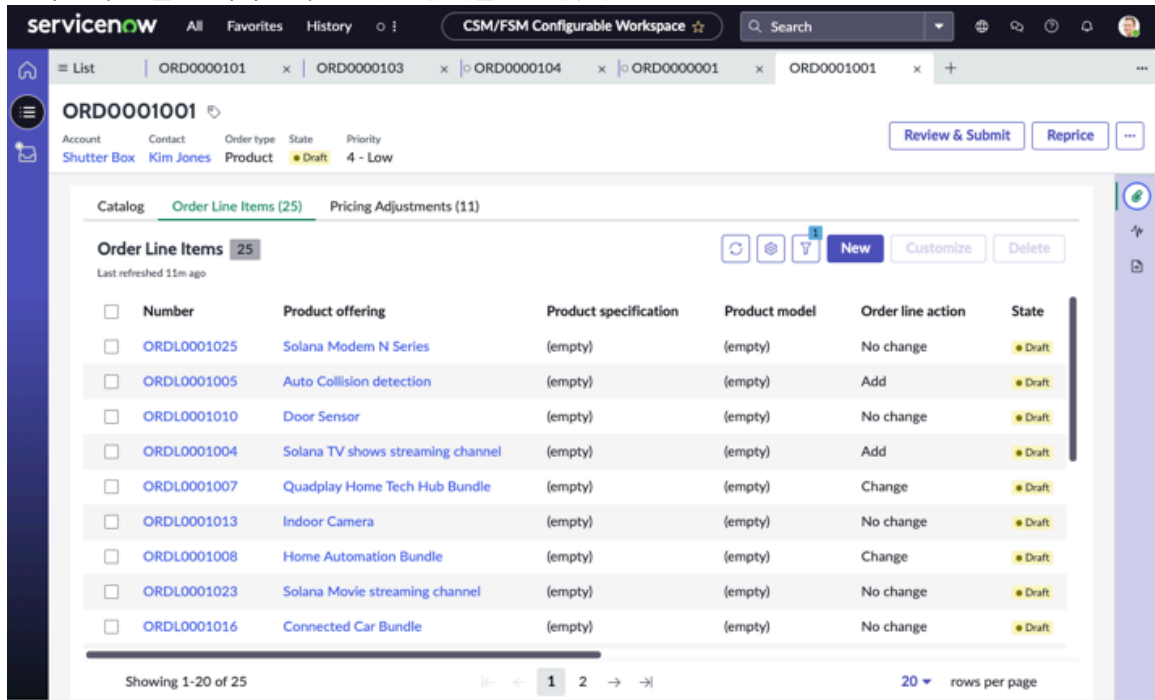 servicenow All Favorites History CSM/FSM Configurable Workspace Search
List ORD0000101 × ORD0000103 × ORD0000104 × ORD0000001 × ORD0001001 × +
ORD0001001
Account Contact Order type State Priority
Shutter Box Kim Jones Product Draft 4 - Low
Review & Submit Reprice
Catalog Order Line Items (25) Pricing Adjustments (11)
Order Line Items 25
Last refreshed 11m ago
1 New Customize Delete
Number Product offering Product specification Product model Order line action State
ORDL0001025 Solana Modem N Series (empty) (empty) No change Draft
ORDL0001005 Auto Collision detection (empty) (empty) Add Draft
ORDL0001010 Door Sensor (empty) (empty) No change Draft
ORDL0001004 Solana TV shows streaming channel (empty) (empty) Add Draft
ORDL0001007 Quadplay Home Tech Hub Bundle (empty) (empty) Change Draft
ORDL0001013 Indoor Camera (empty) (empty) No change Draft
ORDL0001008 Home Automation Bundle (empty) (empty) Change Draft
ORDL0001023 Solana Movie streaming channel (empty) (empty) No change Draft
ORDL0001016 Connected Car Bundle (empty) (empty) No change Draft
Showing 1-20 of 25 1 2 20 rows per page